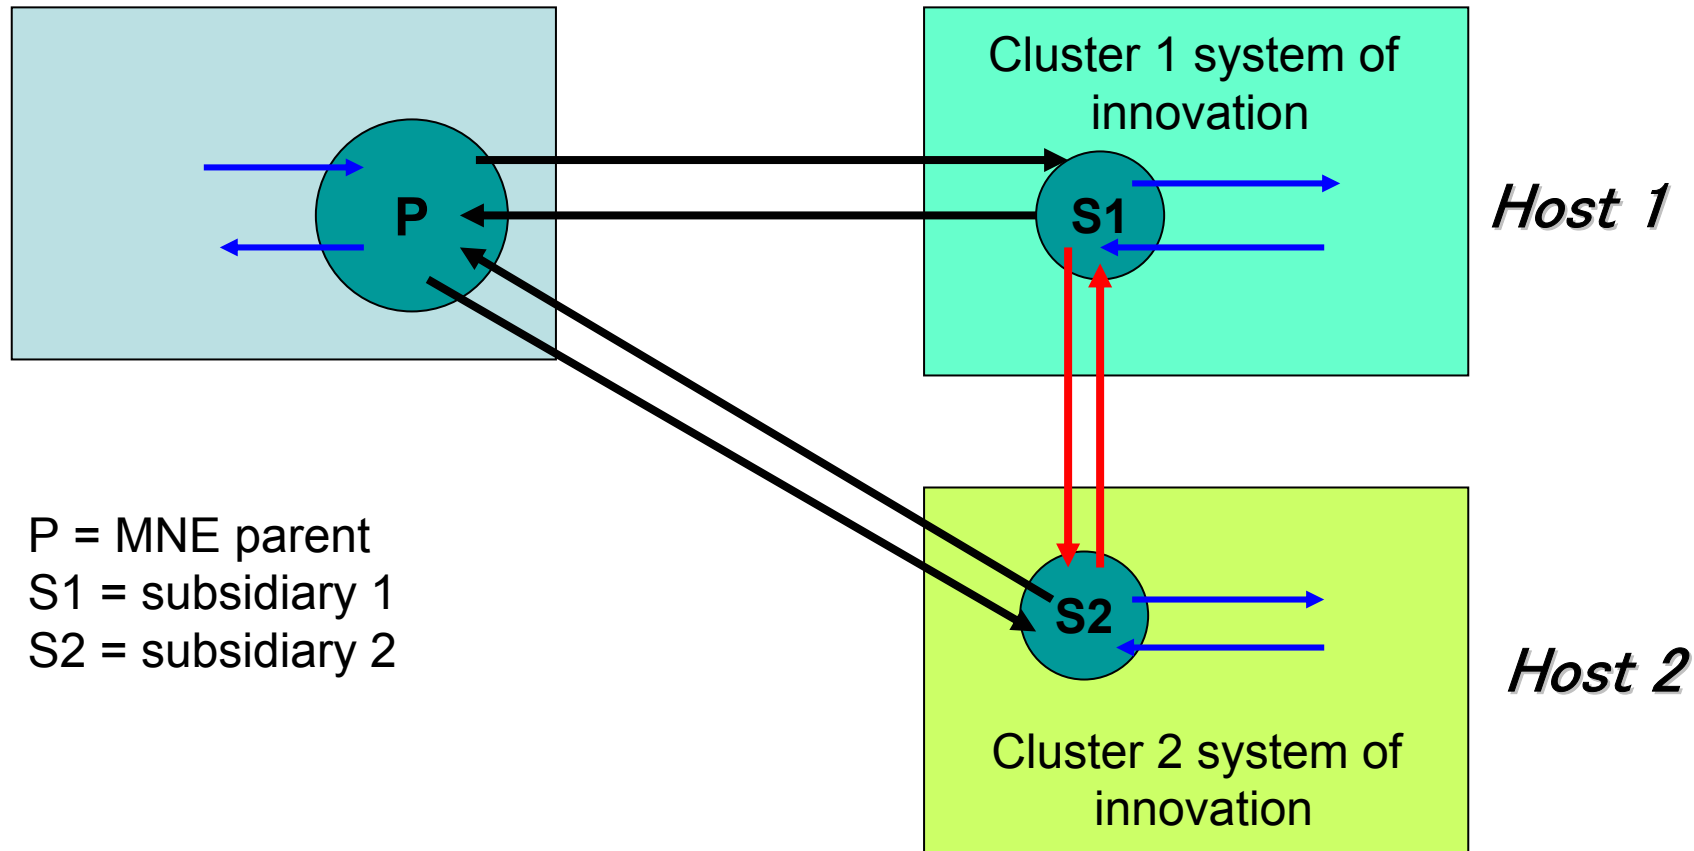 Cluster 1 system of
innovation
P
S1
Host 1
P = MNE parent
S1 = subsidiary 1
S2 = subsidiary 2
S2
Host 2
Cluster 2 system of
innovation